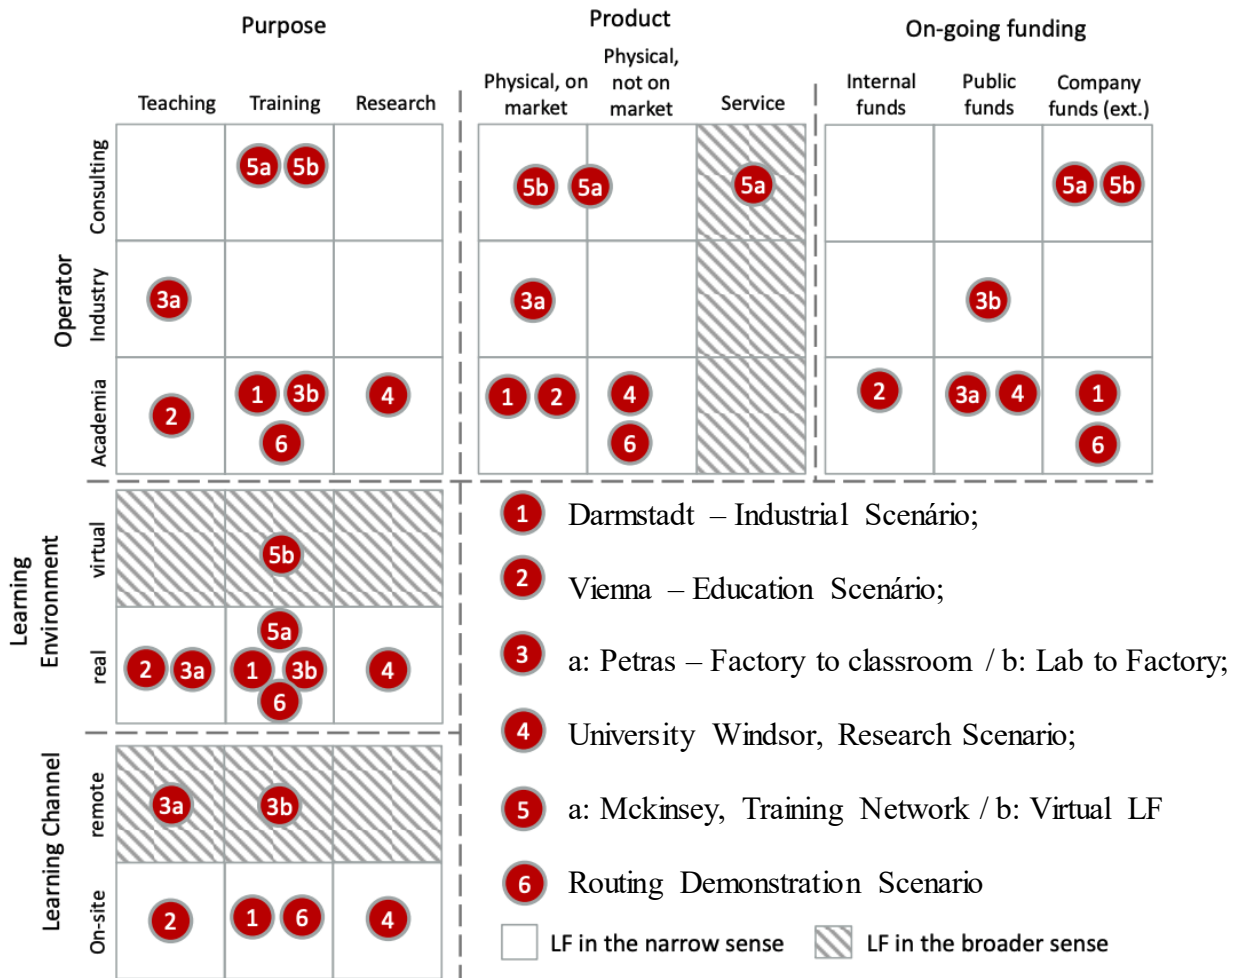 Purpose
Product
On-going funding
Teaching
Training
Research
Physical, on
market
Physical,
not on
market
Service
Internal
funds
Public
funds
Company
funds (ext.)
Operator
Consulting
5a 5b
5b 5a
5a
5a 5b
Industry
3a
3a
3b
Academia
2
1 3b
6
4
1 2
4
6
2
3a 4
1
6
Learning
Environment
virtual
5b
real
2 3a
5a
1 3b
6
4
Learning Channel
remote
3a
3b
On-site
2
1 6
4
1 Darmstadt – Industrial Scenário;
2 Vienna – Education Scenário;
3 a: Petras – Factory to classroom / b: Lab to Factory;
4 University Windsor, Research Scenario;
5 a: Mckinsey, Training Network / b: Virtual LF
6 Routing Demonstration Scenario
LF in the narrow sense
LF in the broader sense